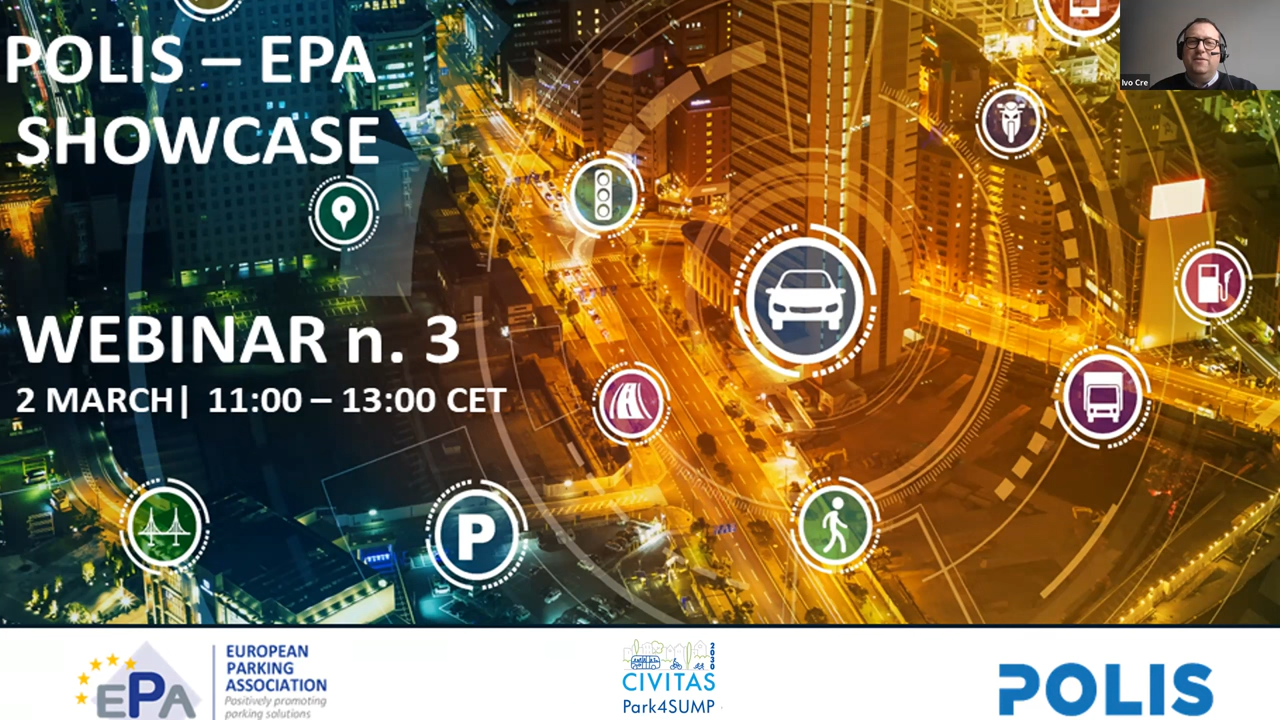 POLIS – EPA
SHOWCASE
Ivo Cre
WEBINAR n. 3
2 MARCH| 11:00 – 13:00 CET
P
EPA
EUROPEAN
PARKING
ASSOCIATION
Positively promoting
parking solutions
2030
CIVITAS
Park4SUMP
POLIS